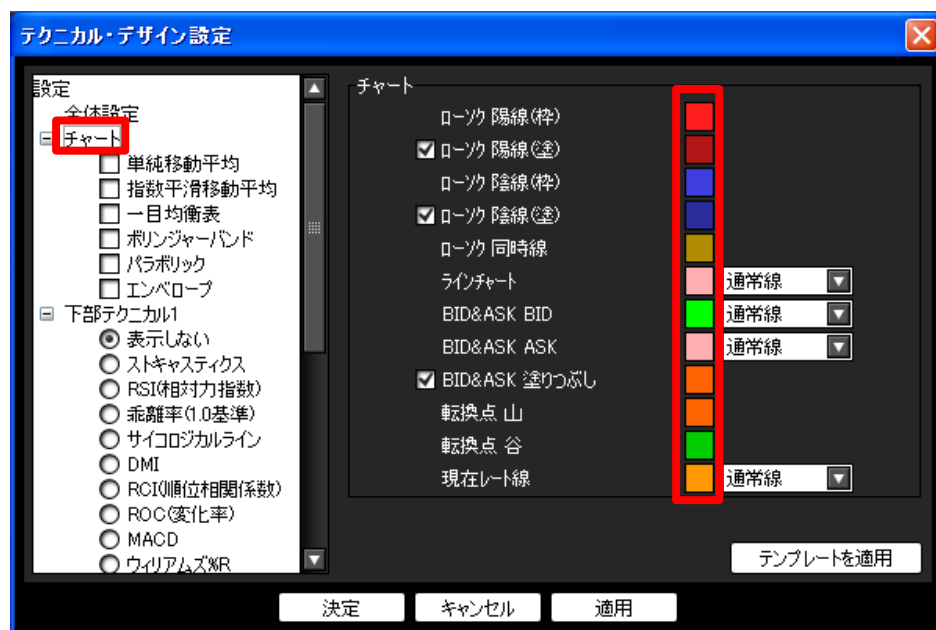 テクニカル・デザイン設定
設定
全体設定
チャート
単純移動平均
指数平滑移動平均
一目均衡表
ボリンジャーバンド
パラボリック
エンベロープ
下部テクニカル1
表示しない
ストキャスティクス
RSI(相対力指数)
乖離率(1.0基準)
サイコロジカルライン
DMI
RCI(順位相関係数)
ROC(変化率)
MACD
ウィリアムズ%R
チャート
ローソク 陽線(枠)
ローソク 陽線(塗)
ローソク 陰線(枠)
ローソク 陰線(塗)
ローソク 同時線
ラインチャート 通常線
BID&ASK BID 通常線
BID&ASK ASK 通常線
BID&ASK 塗りつぶし
転換点 山
転換点 谷
現在レート線 通常線
テンプレートを適用
決定 キャンセル 適用